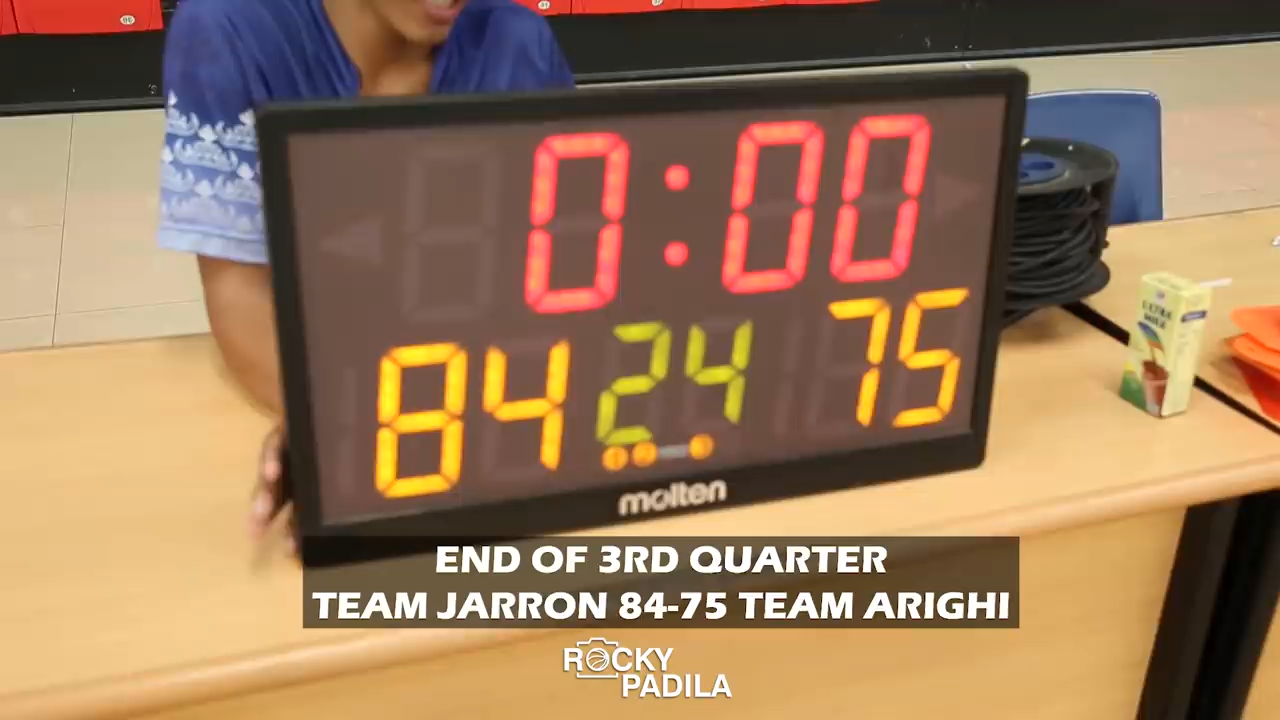 0:00
84 24 75
molten
END OF 3RD QUARTER
TEAM JARRON 84-75 TEAM ARIGHI
ROCKY
PADILA